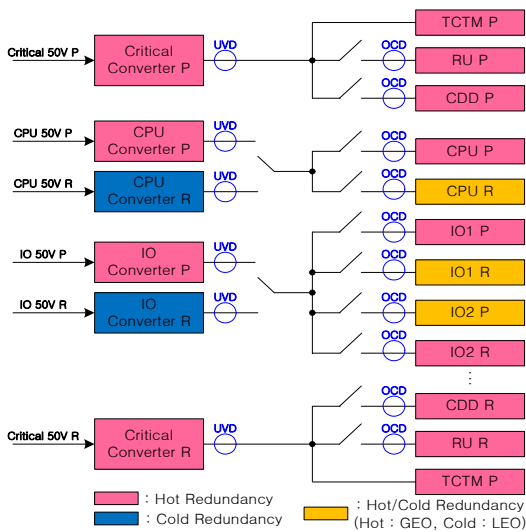 TCTM P
Critical 50V P
Critical
Converter P
UVD
OCD
RU P
OCD
CDD P
CPU 50V P
CPU
Converter P
UVD
OCD
CPU P
CPU 50V R
CPU
Converter R
UVD
OCD
CPU R
OCD
IO1 P
IO 50V P
IO
Converter P
UVD
OCD
IO1 R
IO 50V R
IO
Converter R
UVD
OCD
IO2 P
OCD
IO2 R
⋮
OCD
CDD R
Critical 50V R
Critical
Converter R
UVD
OCD
RU R
TCTM P
: Hot Redundancy
: Cold Redundancy
: Hot/Cold Redundancy
(Hot : GEO, Cold : LEO)